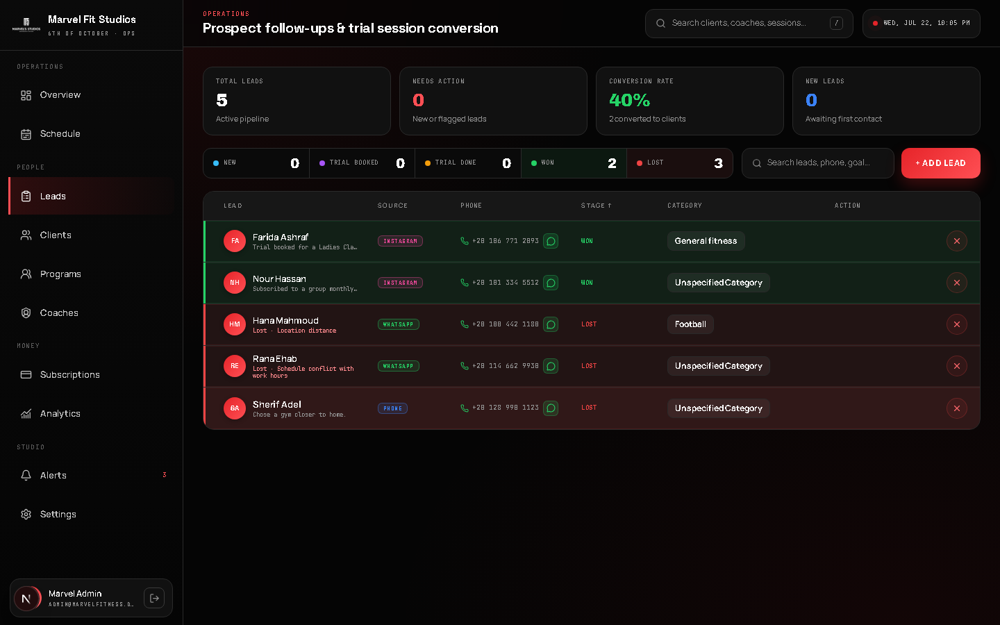 MARVEL'S STUDIOS
Marvel Fit Studios
6TH OF OCTOBER · OPS
OPERATIONS
Overview
Schedule
PEOPLE
Leads
Clients
Programs
Coaches
MONEY
Subscriptions
Analytics
STUDIO
Alerts
3
Settings
N
Marvel Admin
ADMIN@MARVELFITNESS.D…
OPERATIONS
Prospect follow-ups & trial session conversion
Search clients, coaches, sessions…
/
WED, JUL 22, 10:05 PM
TOTAL LEADS
5
Active pipeline
NEEDS ACTION
0
New or flagged leads
CONVERSION RATE
40%
2 converted to clients
NEW LEADS
0
Awaiting first contact
NEW 0
TRIAL BOOKED 0
TRIAL DONE 0
WON 2
LOST 3
Search leads, phone, goal…
+ ADD LEAD
LEAD SOURCE PHONE STAGE ↑ CATEGORY ACTION
FA Farida Ashraf INSTAGRAM +20 106 771 2093 WON General fitness
Trial booked for a Ladies Cla…
NH Nour Hassan INSTAGRAM +20 101 334 5512 WON Unspecified Category
Subscribed to a group monthly…
HM Hana Mahmoud WHATSAPP +20 100 442 1180 LOST Football
Lost · Location distance
RE Rana Ehab WHATSAPP +20 114 662 9930 LOST Unspecified Category
Lost · Schedule conflict with
work hours
SA Sherif Adel PHONE +20 128 990 1123 LOST Unspecified Category
Chose a gym closer to home.